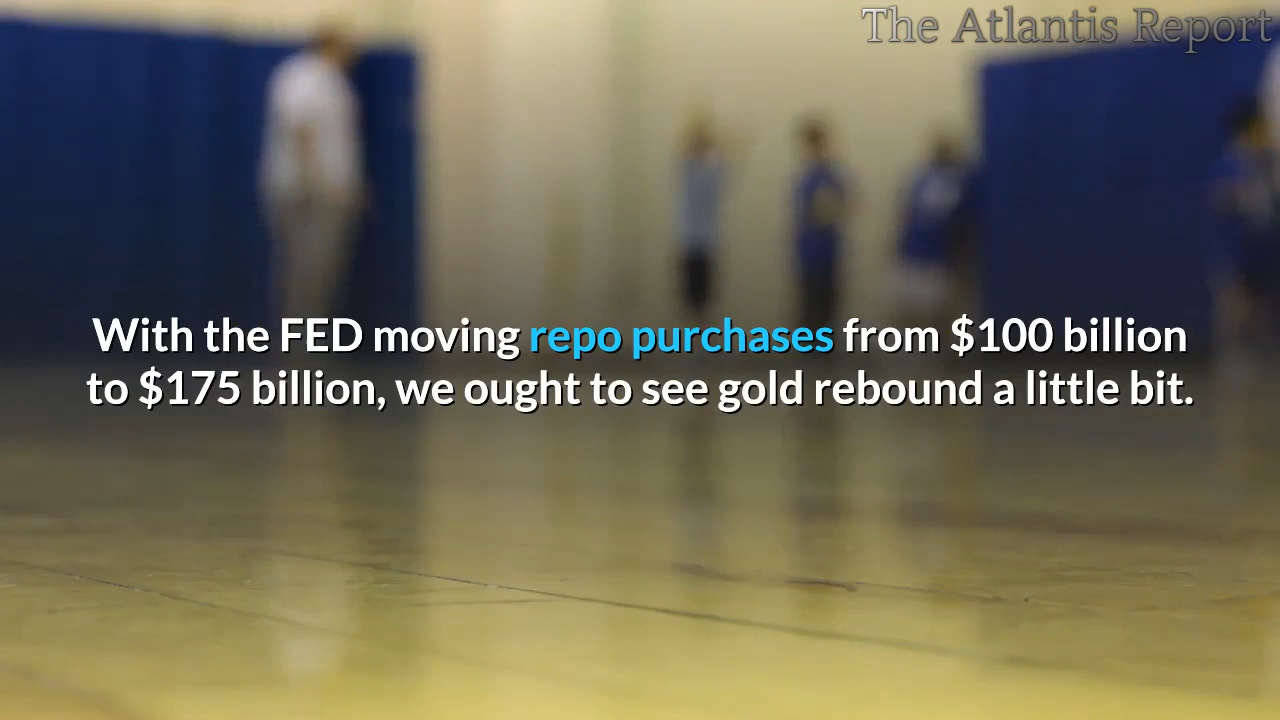 The Atlantis Report
With the FED moving repo purchases from $100 billion
to $175 billion, we ought to see gold rebound a little bit.